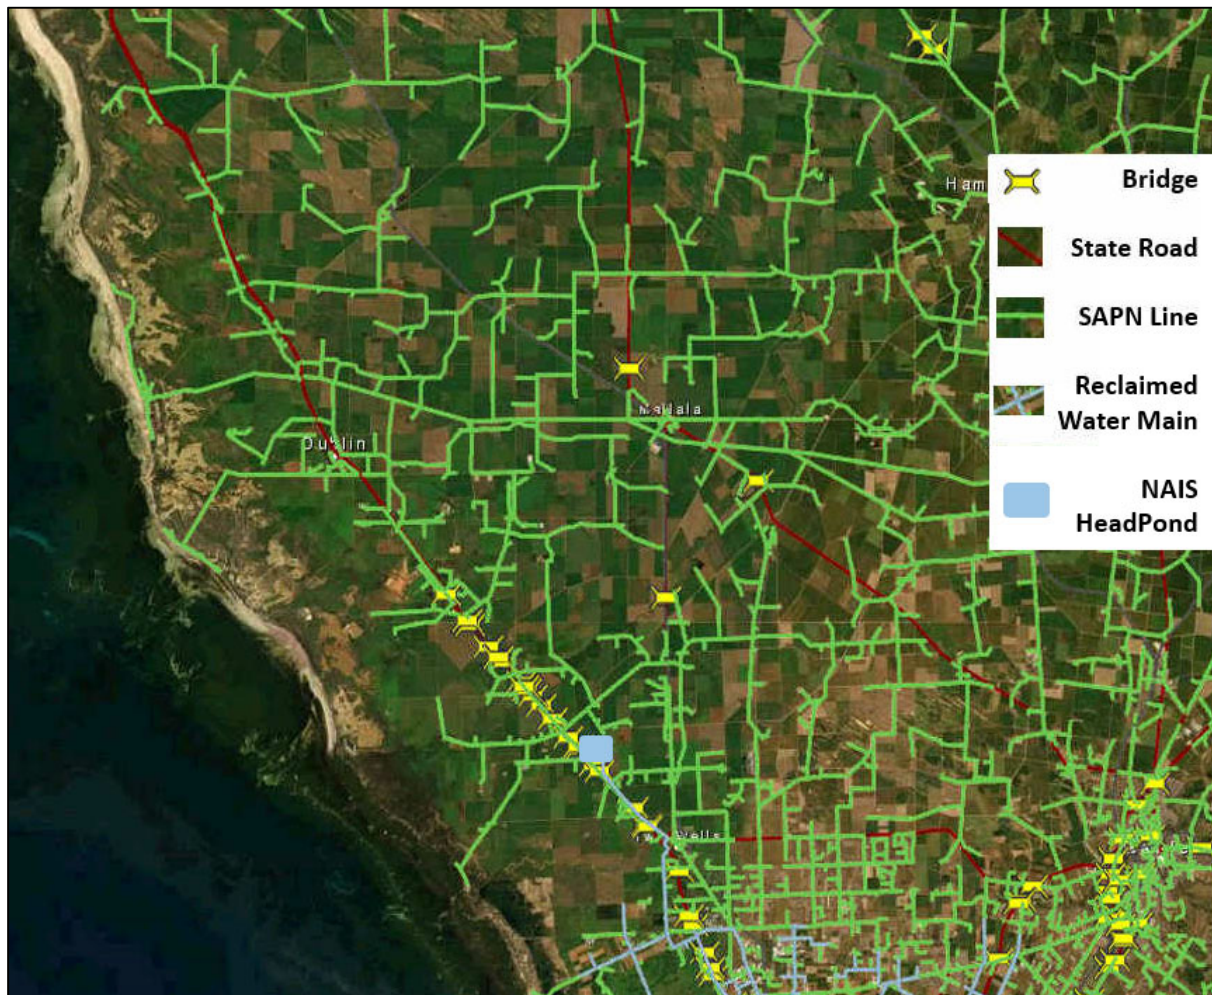 Ham
Bridge
State Road
SAPN Line
Reclaimed
Water Main
NAIS
HeadPond
Mallala
Dublin